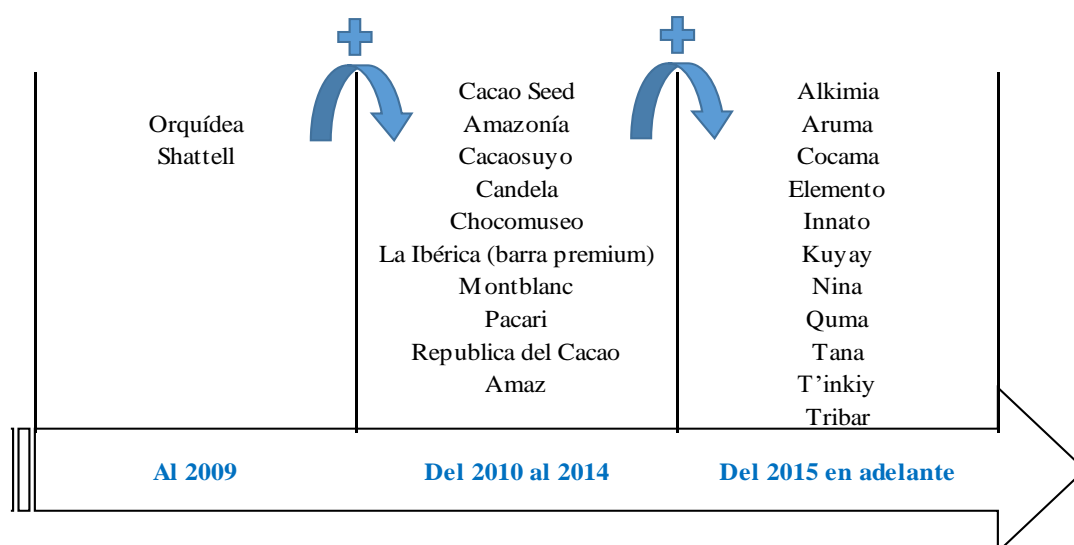 Orquídea
Shattell
Cacao Seed
Amazonía
Cacaosuyo
Candela
Chocomuseo
La Ibérica (barra premium)
Montblanc
Pacari
Republica del Cacao
Amaz
Alkimia
Aruma
Cocama
Elemento
Innato
Kuyay
Nina
Quma
Tana
T’inkiy
Tribar
Al 2009
Del 2010 al 2014
Del 2015 en adelante